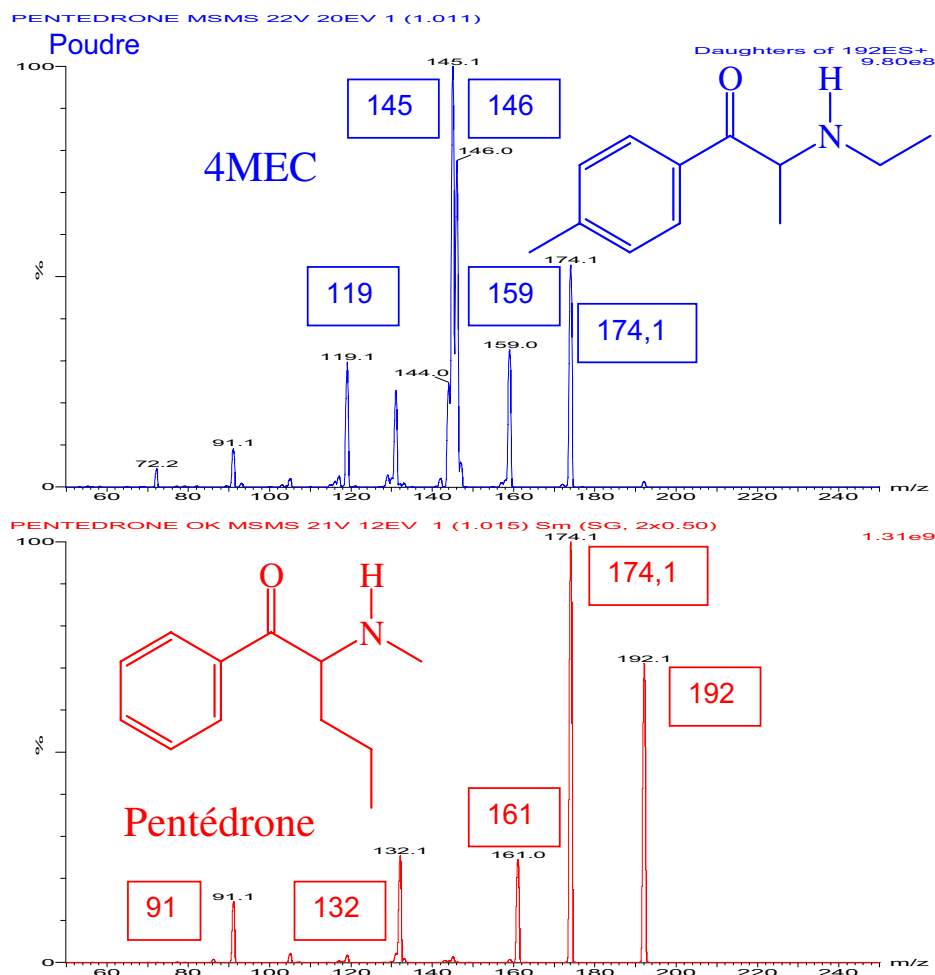 PENTEDRONE MSMS 22V 20EV 1 (1.011)
Poudre
Daughters of 192ES+
9.80e8
100
145.1
145
146
H
O
N
4MEC
146.0
%
174.1
119
159
174,1
119.1
144.0
159.0
91.1
72.2
0
60 80 100 120 140 160 180 200 220 240 m/z
PENTEDRONE OK MSMS 21V 12EV 1 (1.015) Sm (SG, 2x0.50)
1.31e9
100
174.1
174,1
O
H
N
192.1
192
%
161
Pentédrone
132.1
161.0
91
91.1
132
0
60 80 100 120 140 160 180 200 220 240 m/z